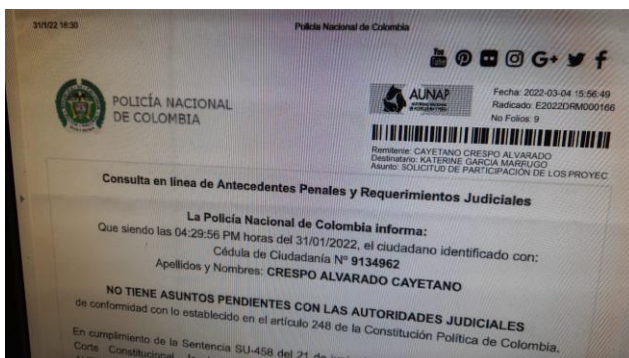 31/1/22 16:30
Policía Nacional de Colombia
You
Tube
G+
f
POLICÍA NACIONAL
DE COLOMBIA
AUNAP
Fecha: 2022-03-04 15:56:49
Radicado: E2022DRM000166
No Folios: 9
Remitente: CAYETANO CRESPO ALVARADO
Destinatario: KATERINE GARCIA MARRUGO
Asunto: SOLICITUD DE PARTICIPACIÓN DE LOS PROYEC
Consulta en línea de Antecedentes Penales y Requerimientos Judiciales
La Policía Nacional de Colombia informa:
Que siendo las 04:29:56 PM horas del 31/01/2022, el ciudadano identificado con:
Cédula de Ciudadanía Nº 9134962
Apellidos y Nombres: CRESPO ALVARADO CAYETANO
NO TIENE ASUNTOS PENDIENTES CON LAS AUTORIDADES JUDICIALES
de conformidad con lo establecido en el artículo 248 de la Constitución Política de Colombia.
En cumplimiento de la Sentencia SU-458 del 21 de
Corte Constitucional